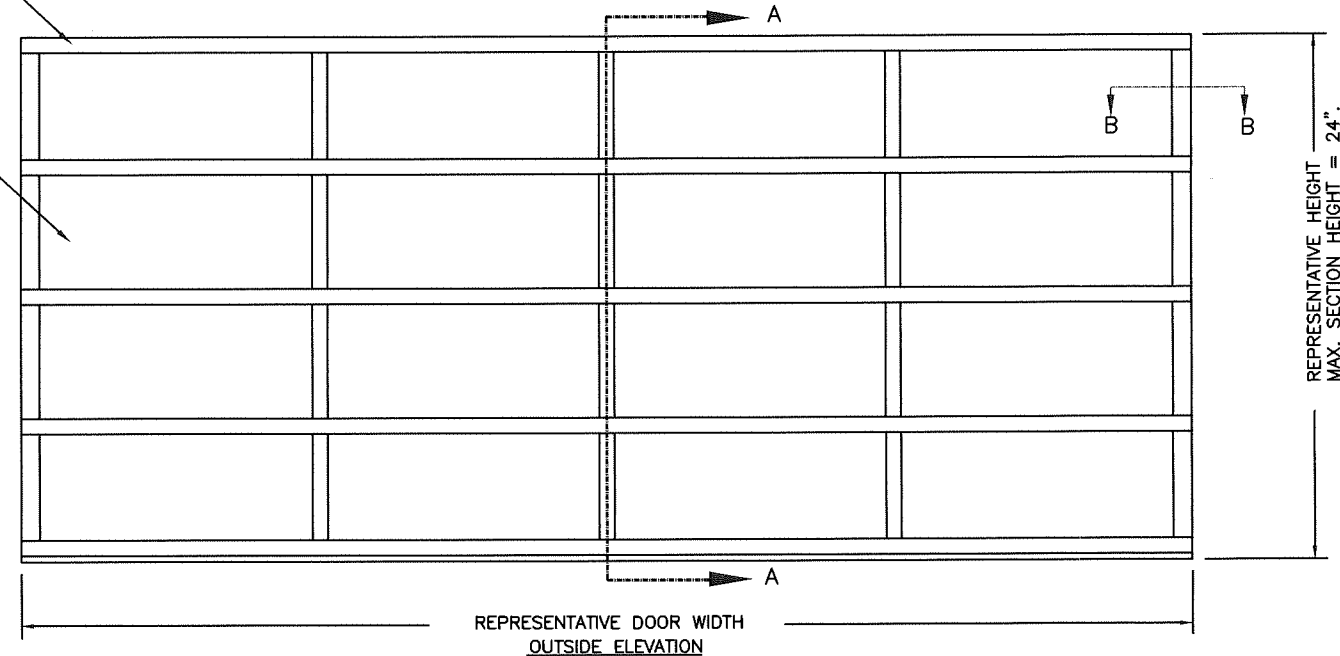 A
B
B
REPRESENTATIVE HEIGHT
MAX. SECTION HEIGHT = 24".
A
REPRESENTATIVE DOOR WIDTH
OUTSIDE ELEVATION